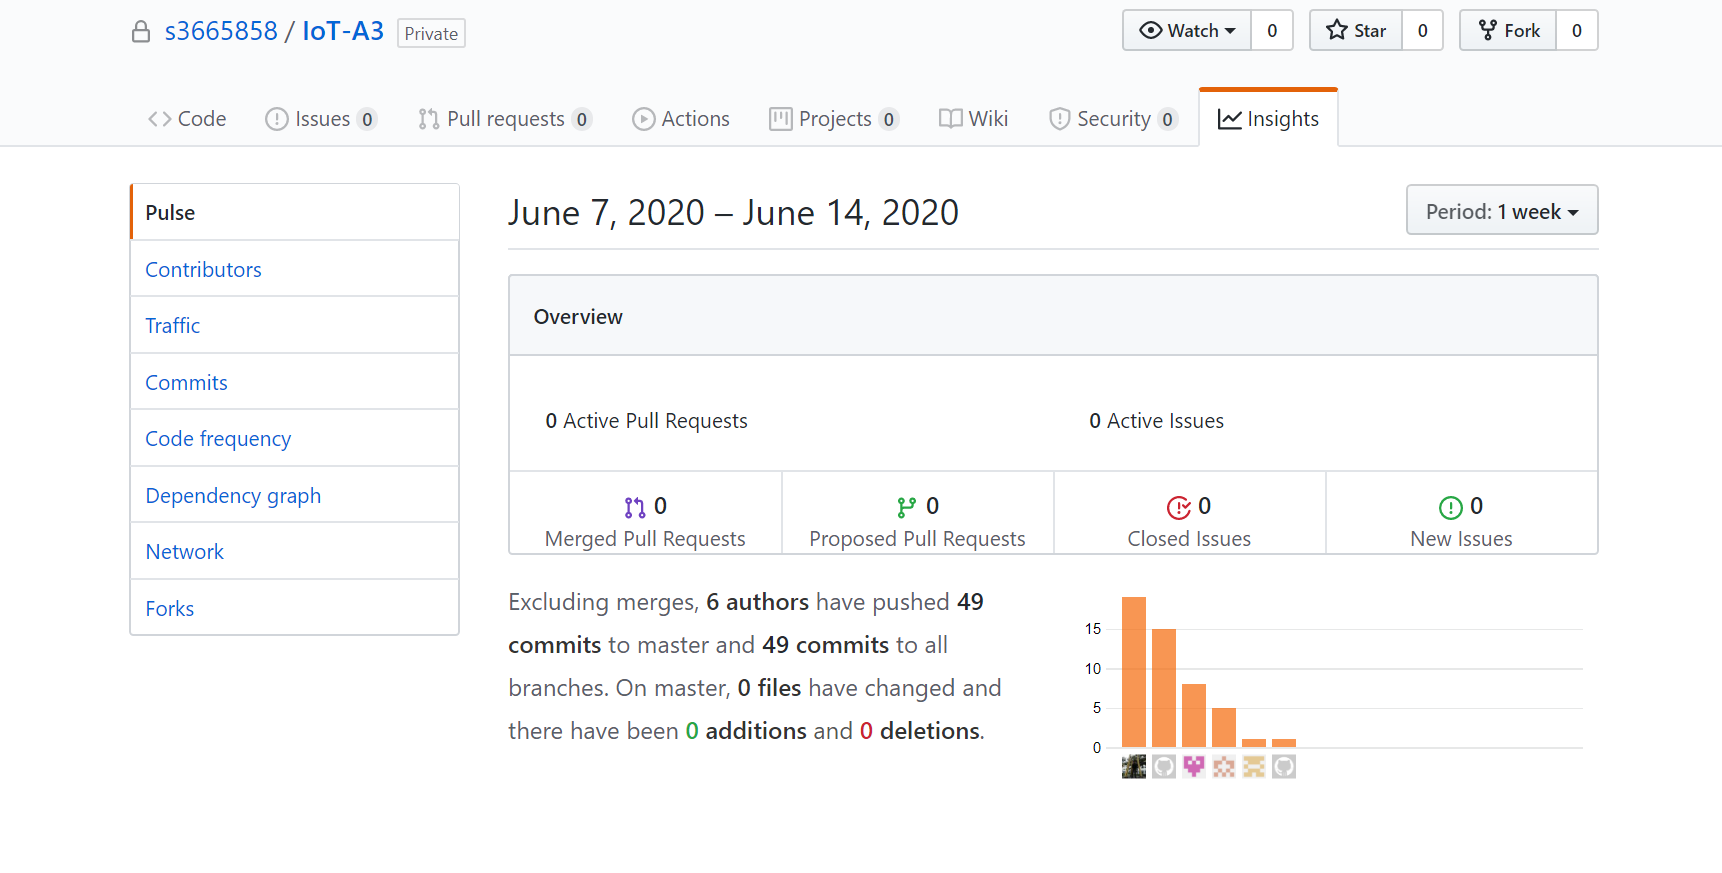 s3665858 / IoT-A3 Private
Watch 0 Star 0 Fork 0
Code Issues 0 Pull requests 0 Actions Projects 0 Wiki Security 0 Insights
Pulse
Contributors
Traffic
Commits
Code frequency
Dependency graph
Network
Forks
June 7, 2020 – June 14, 2020
Period: 1 week
Overview
0 Active Pull Requests
0 Active Issues
0
Merged Pull Requests
0
Proposed Pull Requests
0
Closed Issues
0
New Issues
Excluding merges, 6 authors have pushed 49
commits to master and 49 commits to all
branches. On master, 0 files have changed and
there have been 0 additions and 0 deletions.
15
10
5
0